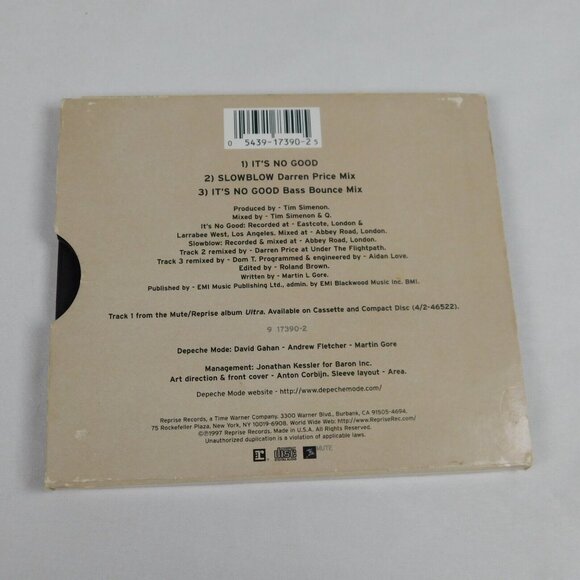 0 5439-17390-2 5
1) IT'S NO GOOD
2) SLOWBLOW Darren Price Mix
3) IT'S NO GOOD Bass Bounce Mix
Produced by - Tim Simenon.
Mixed by - Tim Simenon & Q.
It's No Good: Recorded at - Eastcote, London &
Larrabee West, Los Angeles. Mixed at - Abbey Road, London.
Slowblow: Recorded & mixed at - Abbey Road, London.
Track 2 remixed by - Darren Price at Under The Flightpath.
Track 3 remixed by - Dom T. Programmed & engineered by - Aidan Love.
Edited by - Roland Brown.
Written by - Martin L Gore.
Published by - EMI Music Publishing Ltd., admin. by EMI Blackwood Music Inc. BMI.
Track 1 from the Mute/Reprise album Ultra. Available on Cassette and Compact Disc (4/2-46522).
9 17390-2
Depeche Mode: David Gahan - Andrew Fletcher - Martin Gore
Management: Jonathan Kessler for Baron Inc.
Art direction & front cover - Anton Corbijn. Sleeve layout - Area.
Depeche Mode website - http://www.depechemode.com/
Reprise Records, a Time Warner Company. 3300 Warner Blvd., Burbank, CA 91505-4694.
75 Rockefeller Plaza, New York, NY 10019-6908. World Wide Web: http://www.RepriseRec.com/
©℗1997 Reprise Records. Made in U.S.A. All Rights Reserved.
Unauthorized duplication is a violation of applicable laws.
MUTE